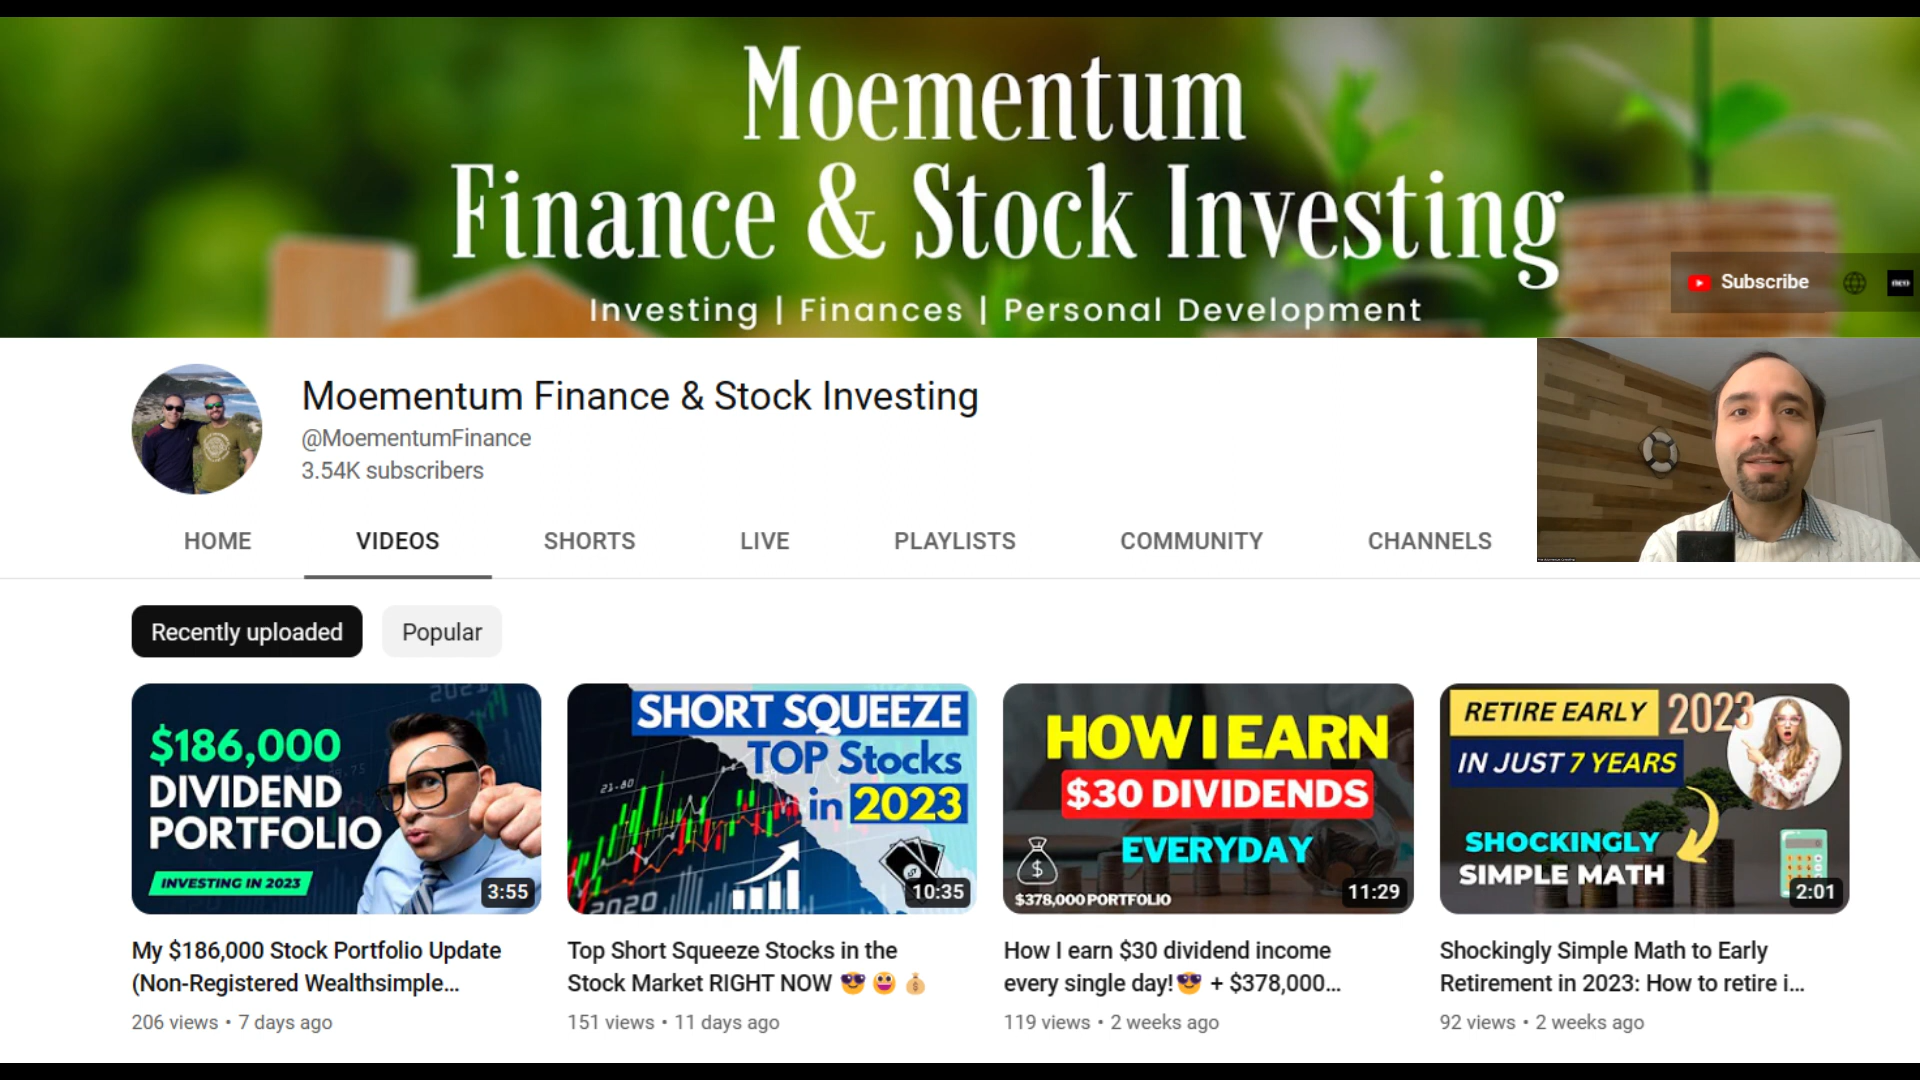 Moementum
Finance & Stock Investing
Investing | Finances | Personal Development
Subscribe
Moementum Finance & Stock Investing
@MoementumFinance
3.54K subscribers
HOME VIDEOS SHORTS LIVE PLAYLISTS COMMUNITY CHANNELS
Recently uploaded Popular
$186,000
DIVIDEND
PORTFOLIO
INVESTING IN 2023
3:55
SHORT SQUEEZE
TOP Stocks
in 2023
21.80
2020
10:35
HOW I EARN
$30 DIVIDENDS
EVERYDAY
$
$378,000 PORTFOLIO
11:29
RETIRE EARLY 2023
IN JUST 7 YEARS
SHOCKINGLY
SIMPLE MATH
2:01
My $186,000 Stock Portfolio Update
(Non-Registered Wealthsimple...
206 views • 7 days ago
Top Short Squeeze Stocks in the
Stock Market RIGHT NOW 😎 😀 💰
151 views • 11 days ago
How I earn $30 dividend income
every single day!😎 + $378,000...
119 views • 2 weeks ago
Shockingly Simple Math to Early
Retirement in 2023: How to retire i...
92 views • 2 weeks ago